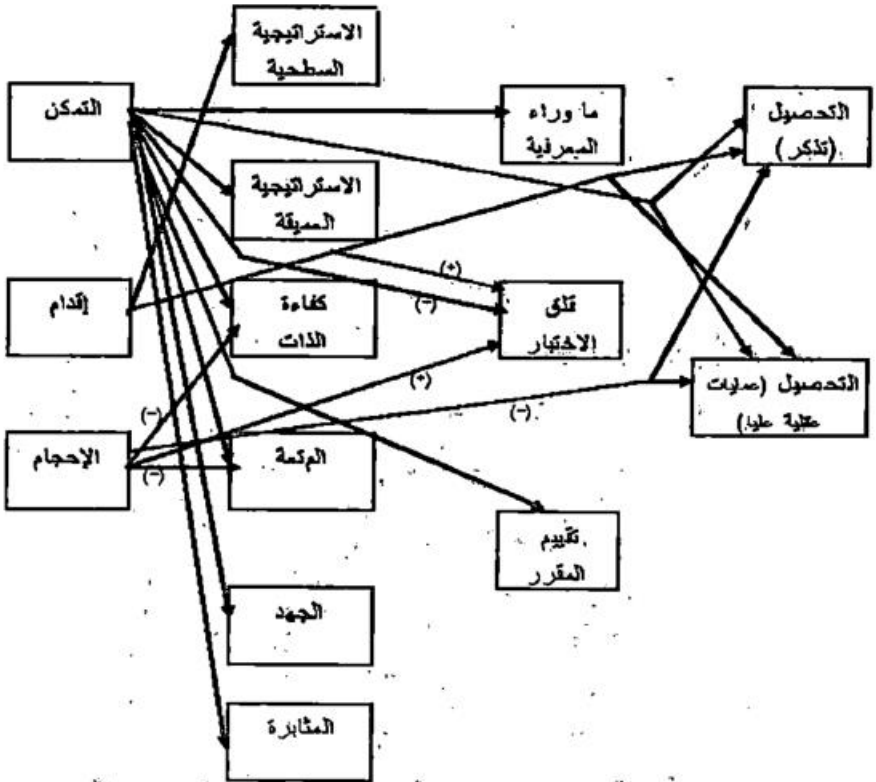 الاستراتيجية
السطحية
التمكن
ما وراء
المعرفية
التحصيل
(تذكر)
الاستراتيجية
العميقة
(+)
(-)
إقدام
كفاءة
الذات
قلق
الاختبار
(-)
(+)
(-)
التحصيل (عمليات
عقلية عليا)
الإحجام
(-)
المتعة
تقييم
المقرر
الجهد
المثابرة